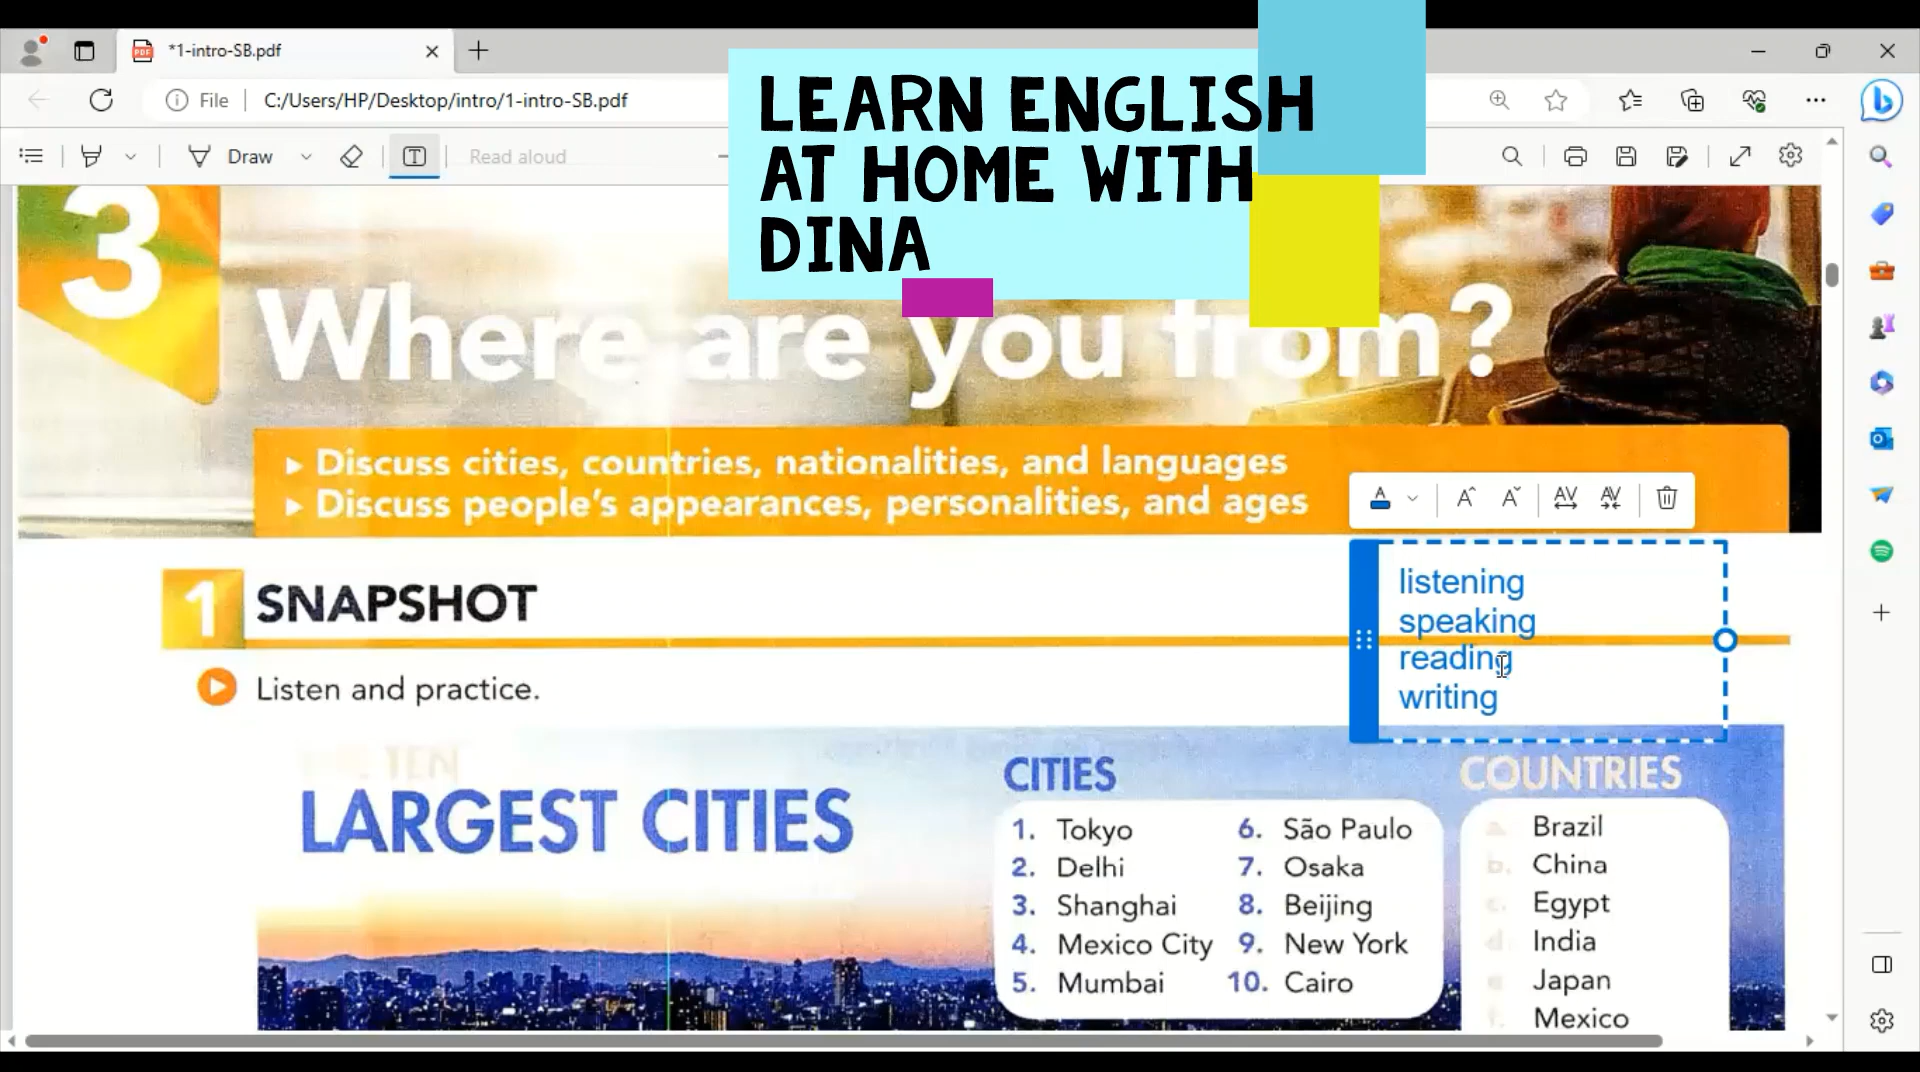 *1-intro-SB.pdf
File
C:/Users/HP/Desktop/intro/1-intro-SB.pdf
Draw
Read aloud
LEARN ENGLISH
AT HOME WITH
DINA
3
Where are you from?
▸ Discuss cities, countries, nationalities, and languages
▸ Discuss people's appearances, personalities, and ages
listening
speaking
reading
writing
1 SNAPSHOT
Listen and practice.
TEN
LARGEST CITIES
CITIES
1. Tokyo
2. Delhi
3. Shanghai
4. Mexico City
5. Mumbai
6. São Paulo
7. Osaka
8. Beijing
9. New York
10. Cairo
COUNTRIES
a. Brazil
b. China
c. Egypt
d. India
e. Japan
f. Mexico